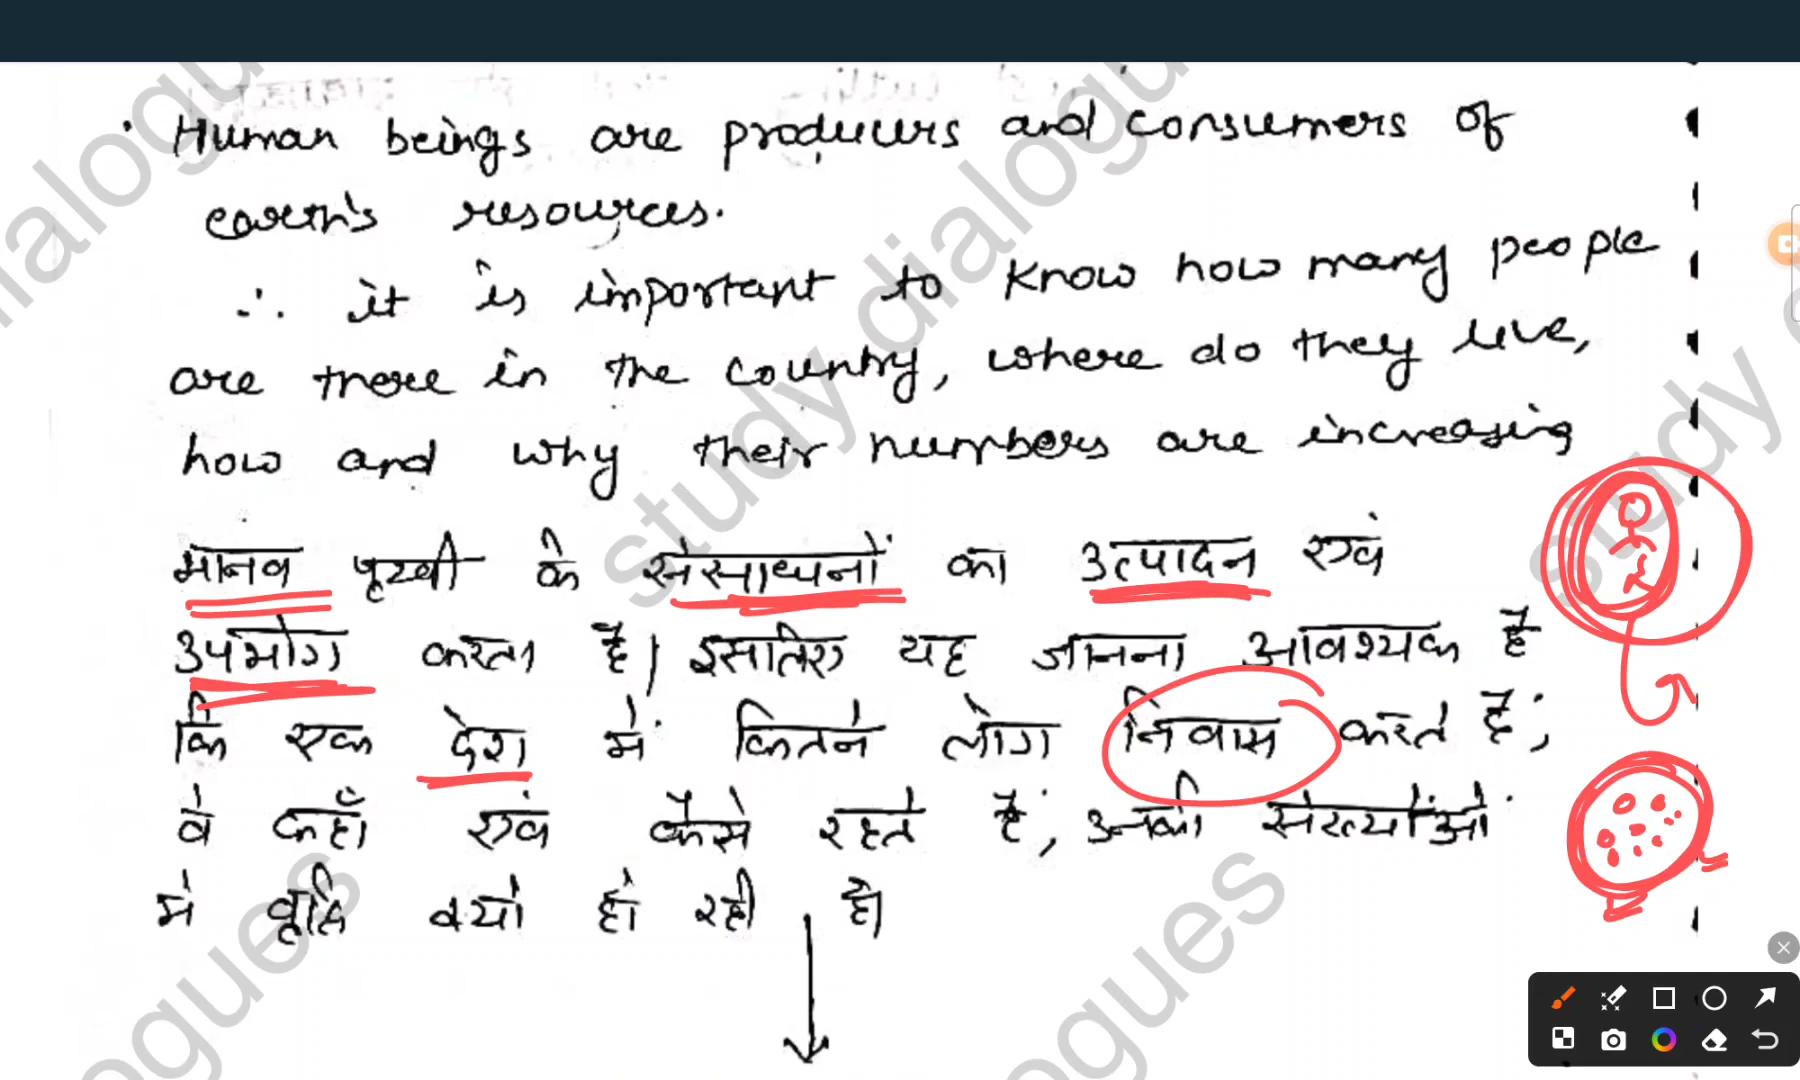 Human beings are producers and consumers of
earth's resources.
∴ it is important to know how many people
are there in the country, where do they live,
how and why their numbers are increasing
मानव पृथ्वी के संसाधनों का उत्पादन एवं
उपभोग करता है। इसलिए यह जानना आवश्यक है
कि एक देश में कितने लोग निवास करते हैं;
वे कहाँ एवं कैसे रहते हैं; उनकी संख्याओं
में वृद्धि क्यों हो रही है।
study dialogues